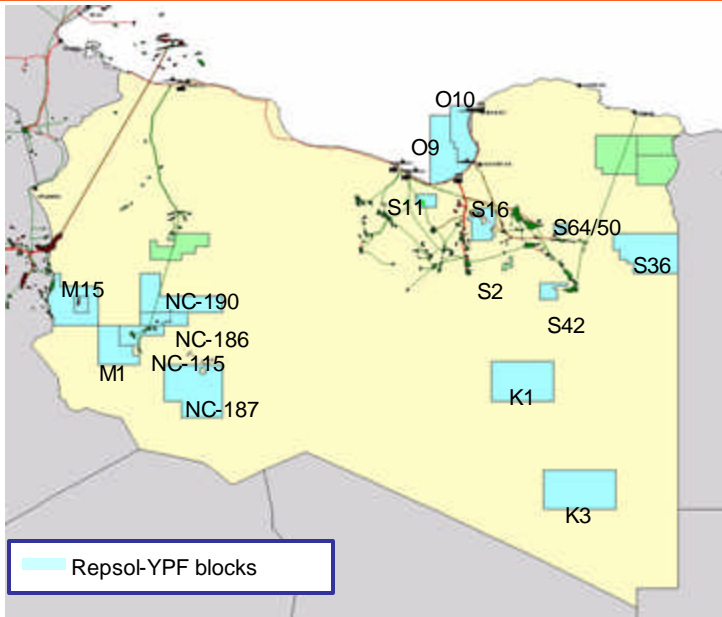 O10
O9
S11
S16
S64/50
S36
S2
S42
M15
NC-190
NC-186
NC-115
M1
NC-187
K1
K3
Repsol-YPF blocks